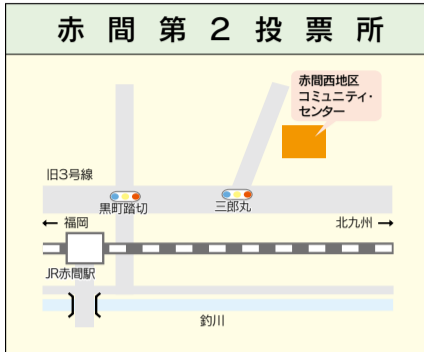 赤間第2投票所
赤間西地区
コミュニティ・
センター
旧3号線
黒町踏切
三郎丸
← 福岡
北九州 →
JR赤間駅
釣川